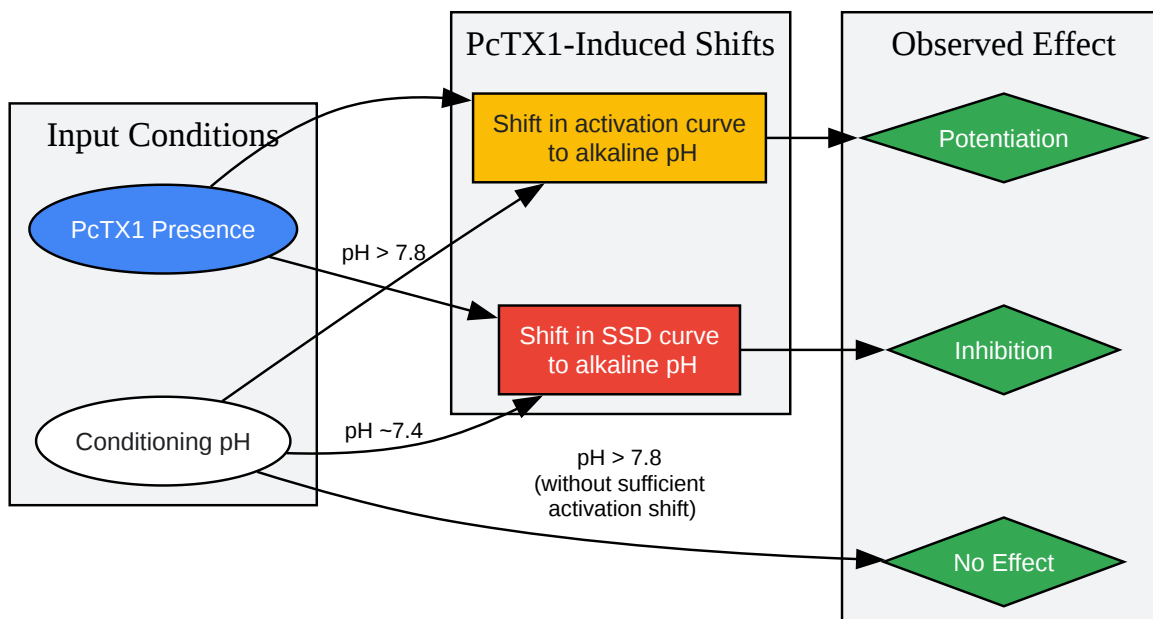 Input Conditions
PcTX1 Presence
Conditioning pH
pH > 7.8
pH ~7.4
pH > 7.8
(without sufficient
activation shift)
PcTX1-Induced Shifts
Shift in activation curve
to alkaline pH
Shift in SSD curve
to alkaline pH
Observed Effect
Potentiation
Inhibition
No Effect